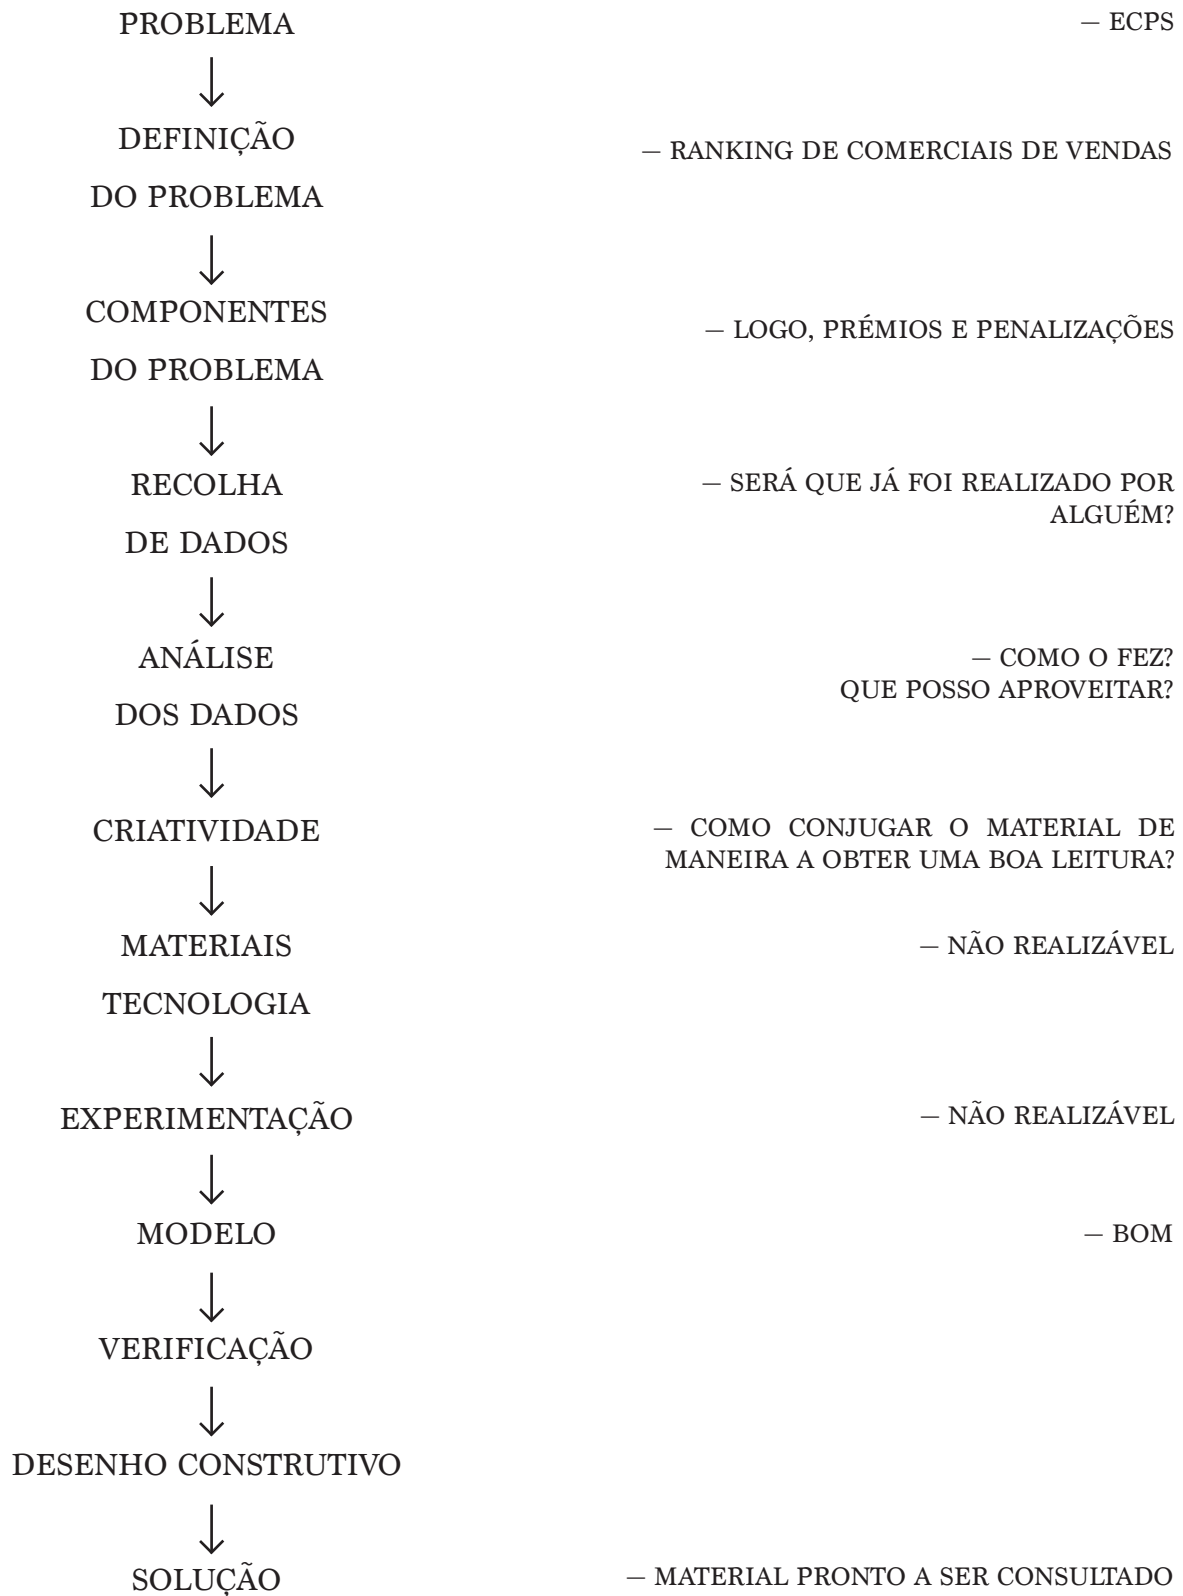 PROBLEMA
— ECPS
DEFINIÇÃO
DO PROBLEMA
— RANKING DE COMERCIAIS DE VENDAS
COMPONENTES
DO PROBLEMA
— LOGO, PRÉMIOS E PENALIZAÇÕES
RECOLHA
DE DADOS
— SERÁ QUE JÁ FOI REALIZADO POR
ALGUÉM?
ANÁLISE
DOS DADOS
— COMO O FEZ?
QUE POSSO APROVEITAR?
CRIATIVIDADE
— COMO CONJUGAR O MATERIAL DE
MANEIRA A OBTER UMA BOA LEITURA?
MATERIAIS
TECNOLOGIA
— NÃO REALIZÁVEL
EXPERIMENTAÇÃO
— NÃO REALIZÁVEL
MODELO
— BOM
VERIFICAÇÃO
DESENHO CONSTRUTIVO
SOLUÇÃO
— MATERIAL PRONTO A SER CONSULTADO